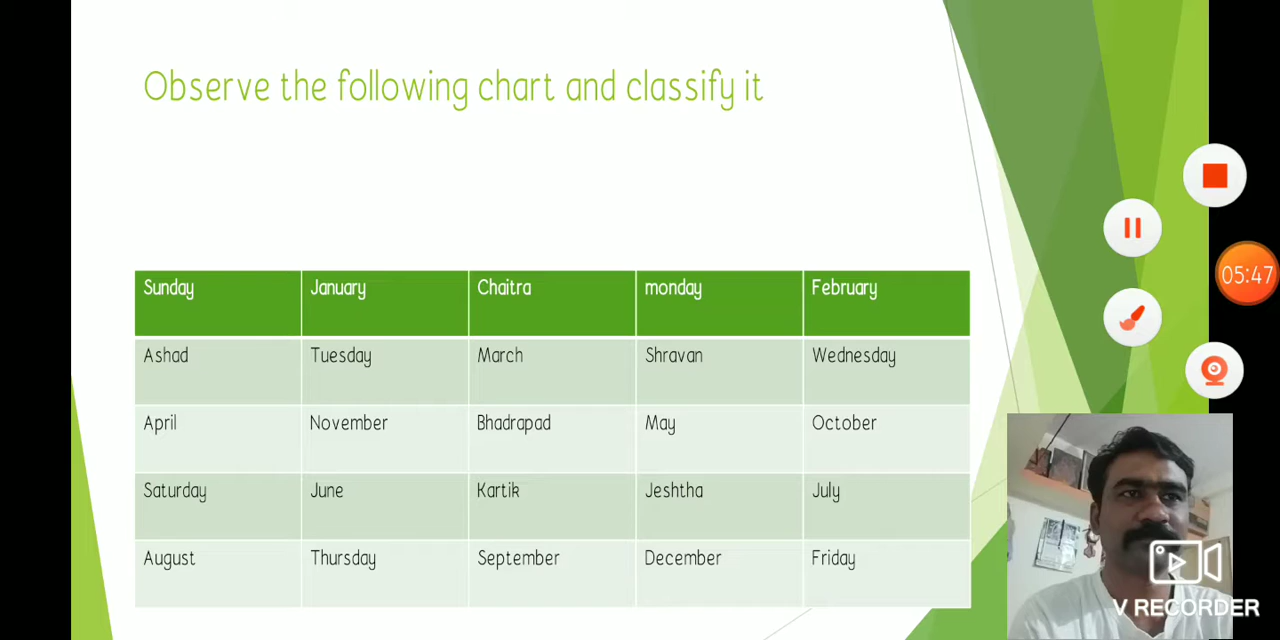 Observe the following chart and classify it
Sunday January Chaitra monday February
Ashad Tuesday March Shravan Wednesday
April November Bhadrapad May October
Saturday June Kartik Jeshtha July
August Thursday September December Friday
05:47
V RECORDER